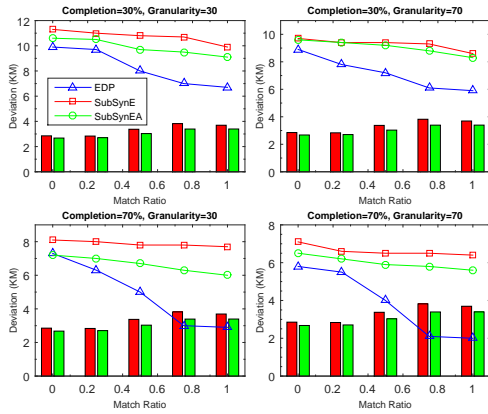 Completion=30%, Granularity=30
Deviation (KM)
12
10
8
6
4
2
0
EDP
SubSynE
SubSynEA
0 0.2 0.4 0.6 0.8 1
Match Ratio
Completion=30%, Granularity=70
Deviation (KM)
12
10
8
6
4
2
0
0 0.2 0.4 0.6 0.8 1
Match Ratio
Completion=70%, Granularity=30
Deviation (KM)
8
6
4
2
0
0 0.2 0.4 0.6 0.8 1
Match Ratio
Completion=70%, Granularity=70
Deviation (KM)
8
6
4
2
0
0 0.2 0.4 0.6 0.8 1
Match Ratio